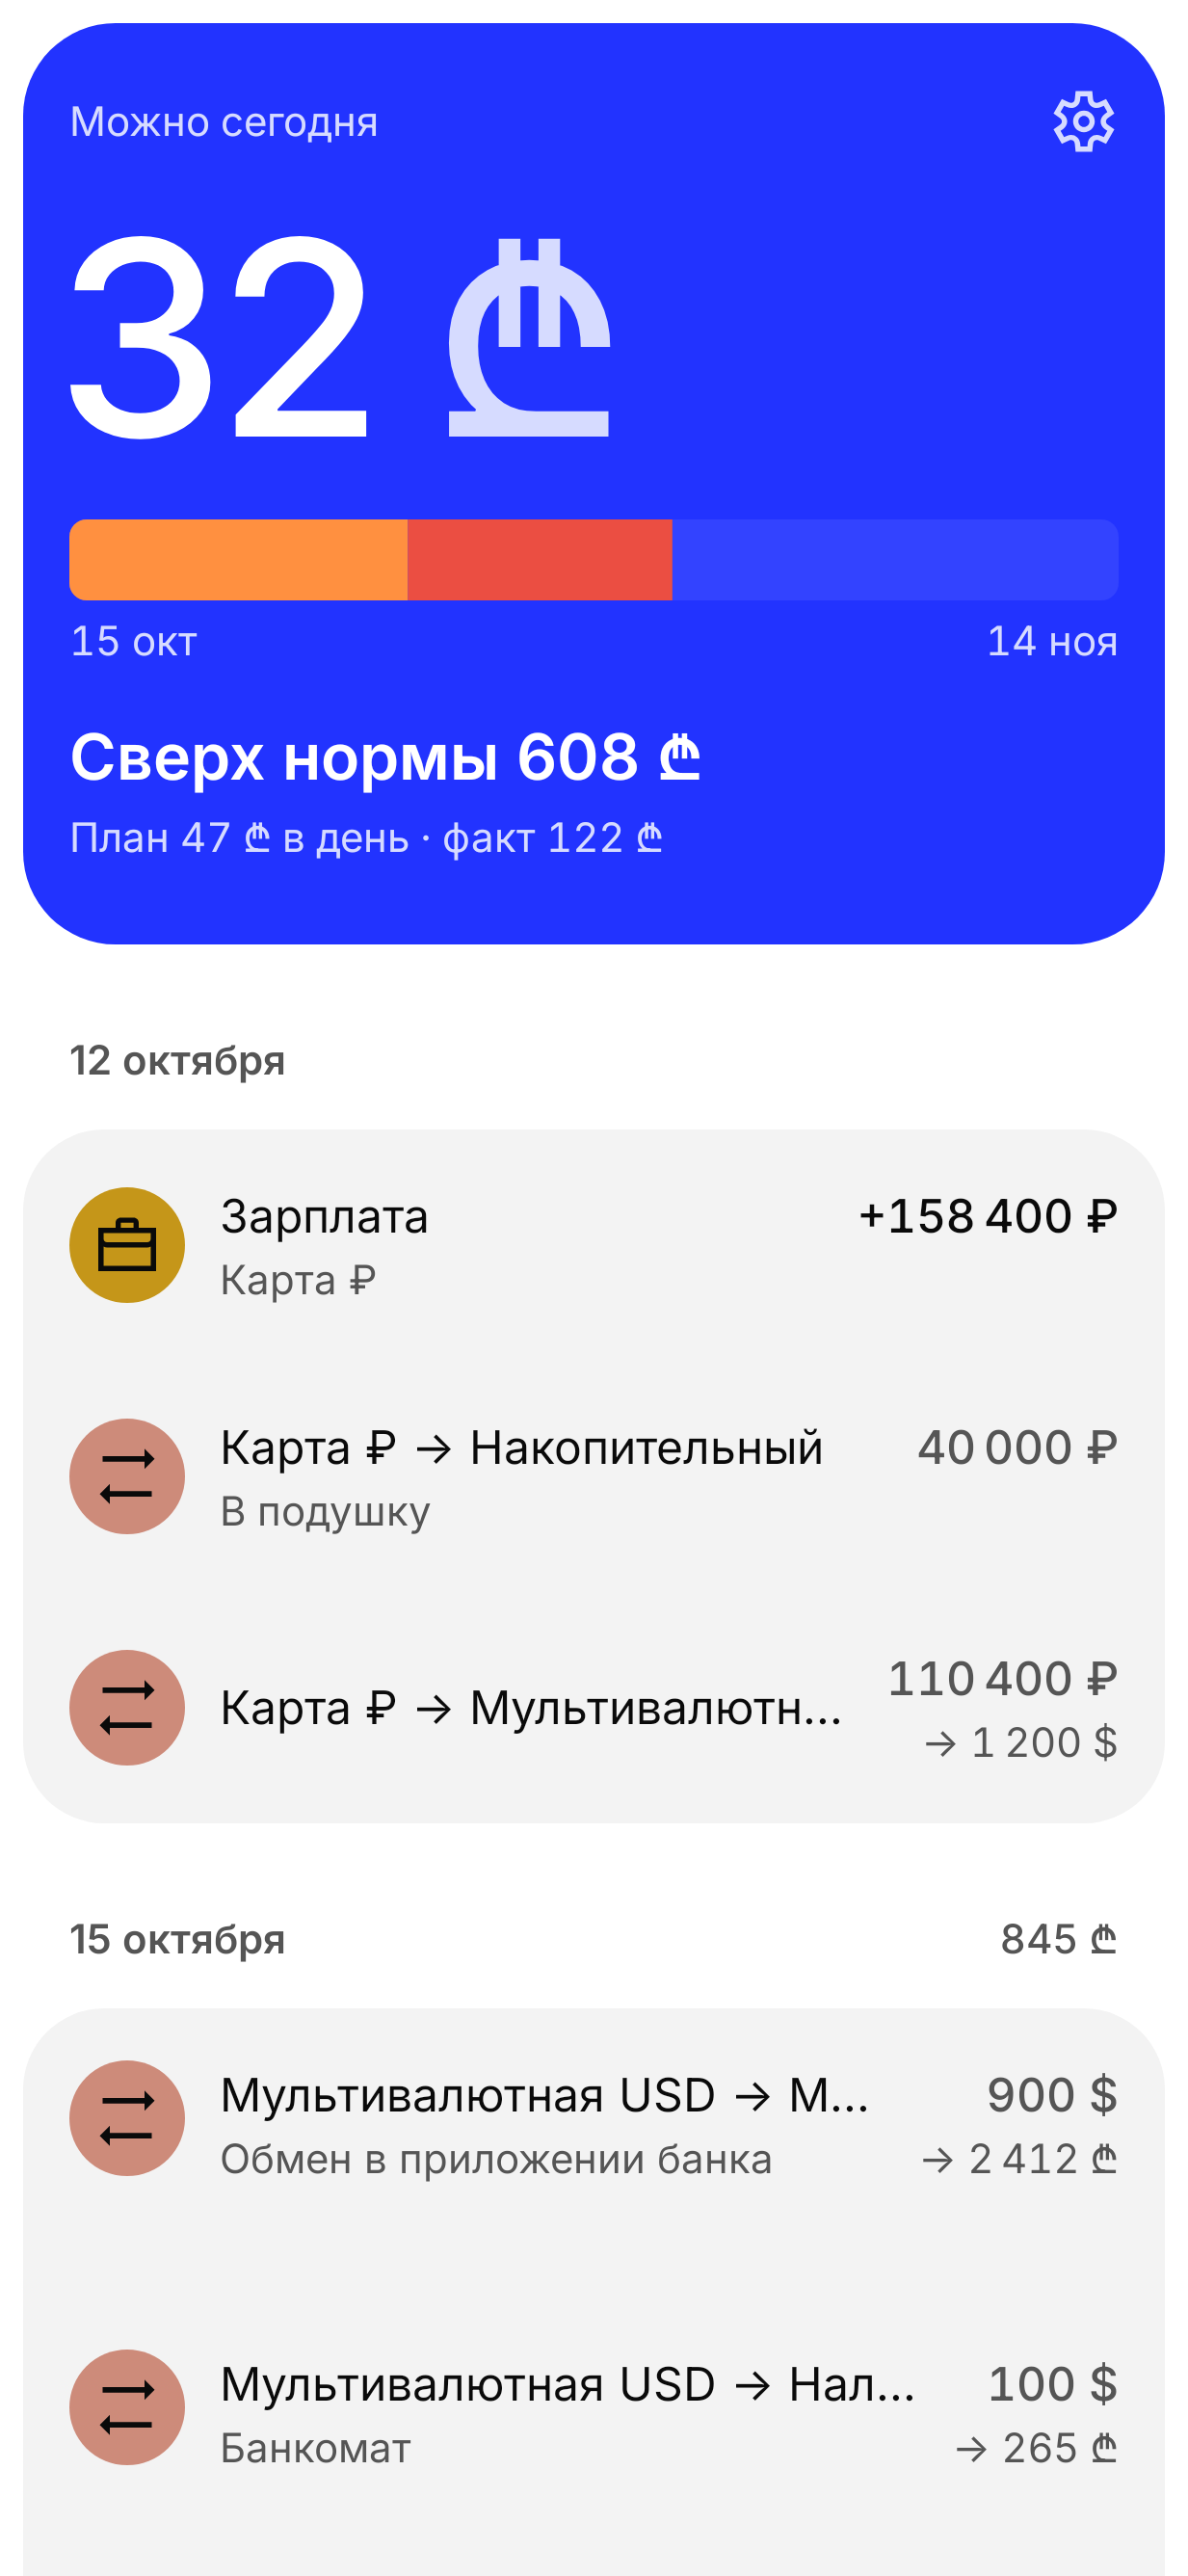 Можно сегодня
32 ₾
15 окт 14 ноя
Сверх нормы 608 ₾
План 47 ₾ в день · факт 122 ₾
12 октября
Зарплата +158 400 ₽
Карта ₽
Карта ₽ → Накопительный 40 000 ₽
В подушку
Карта ₽ → Мультивалютн... 110 400 ₽
→ 1 200 $
15 октября 845 ₾
Мультивалютная USD → М... 900 $
Обмен в приложении банка → 2 412 ₾
Мультивалютная USD → Нал... 100 $
Банкомат → 265 ₾